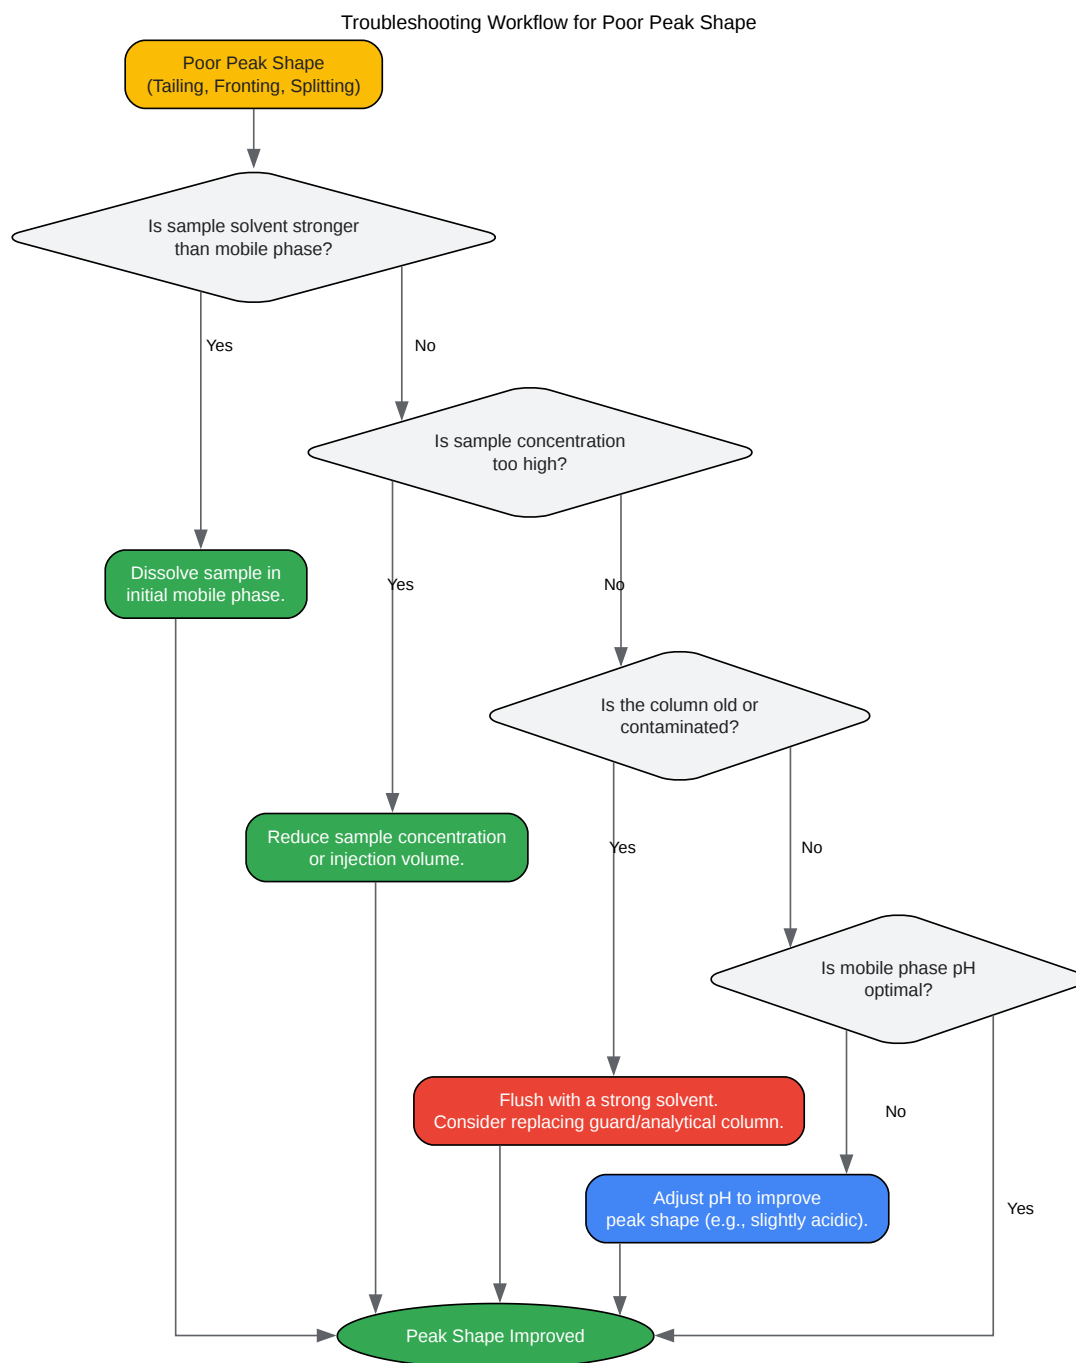 Troubleshooting Workflow for Poor Peak Shape
Poor Peak Shape
(Tailing, Fronting, Splitting)
Is sample solvent stronger
than mobile phase?
Yes
No
Is sample concentration
too high?
Dissolve sample in
initial mobile phase.
Yes
No
Is the column old or
contaminated?
Reduce sample concentration
or injection volume.
Yes
No
Is mobile phase pH
optimal?
Flush with a strong solvent.
Consider replacing guard/analytical column.
No
Adjust pH to improve
peak shape (e.g., slightly acidic).
Yes
Peak Shape Improved